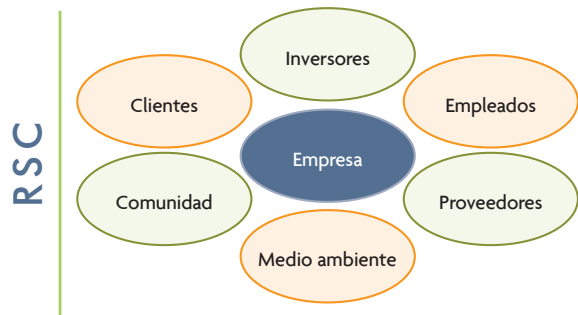 RSC
Inversores
Clientes
Empleados
Empresa
Comunidad
Proveedores
Medio ambiente